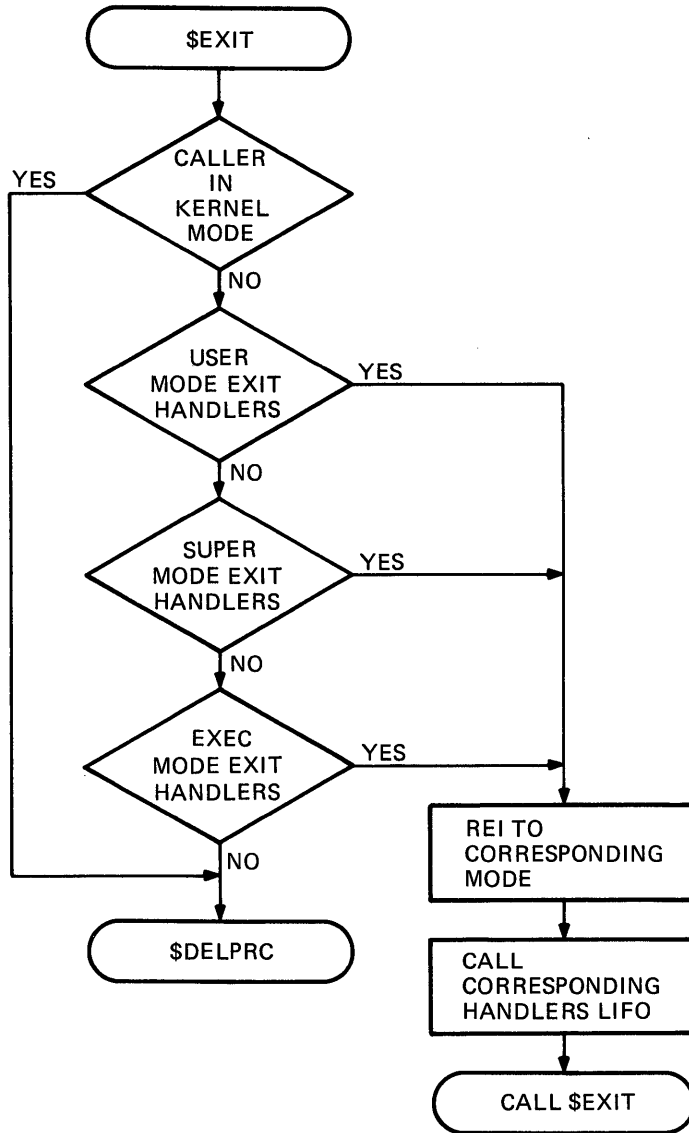 $EXIT
CALLER
IN
KERNEL
MODE
YES
NO
USER
MODE EXIT
HANDLERS
YES
NO
SUPER
MODE EXIT
HANDLERS
YES
NO
EXEC
MODE EXIT
HANDLERS
YES
NO
$DELPRC
REI TO
CORRESPONDING
MODE
CALL
CORRESPONDING
HANDLERS LIFO
CALL $EXIT